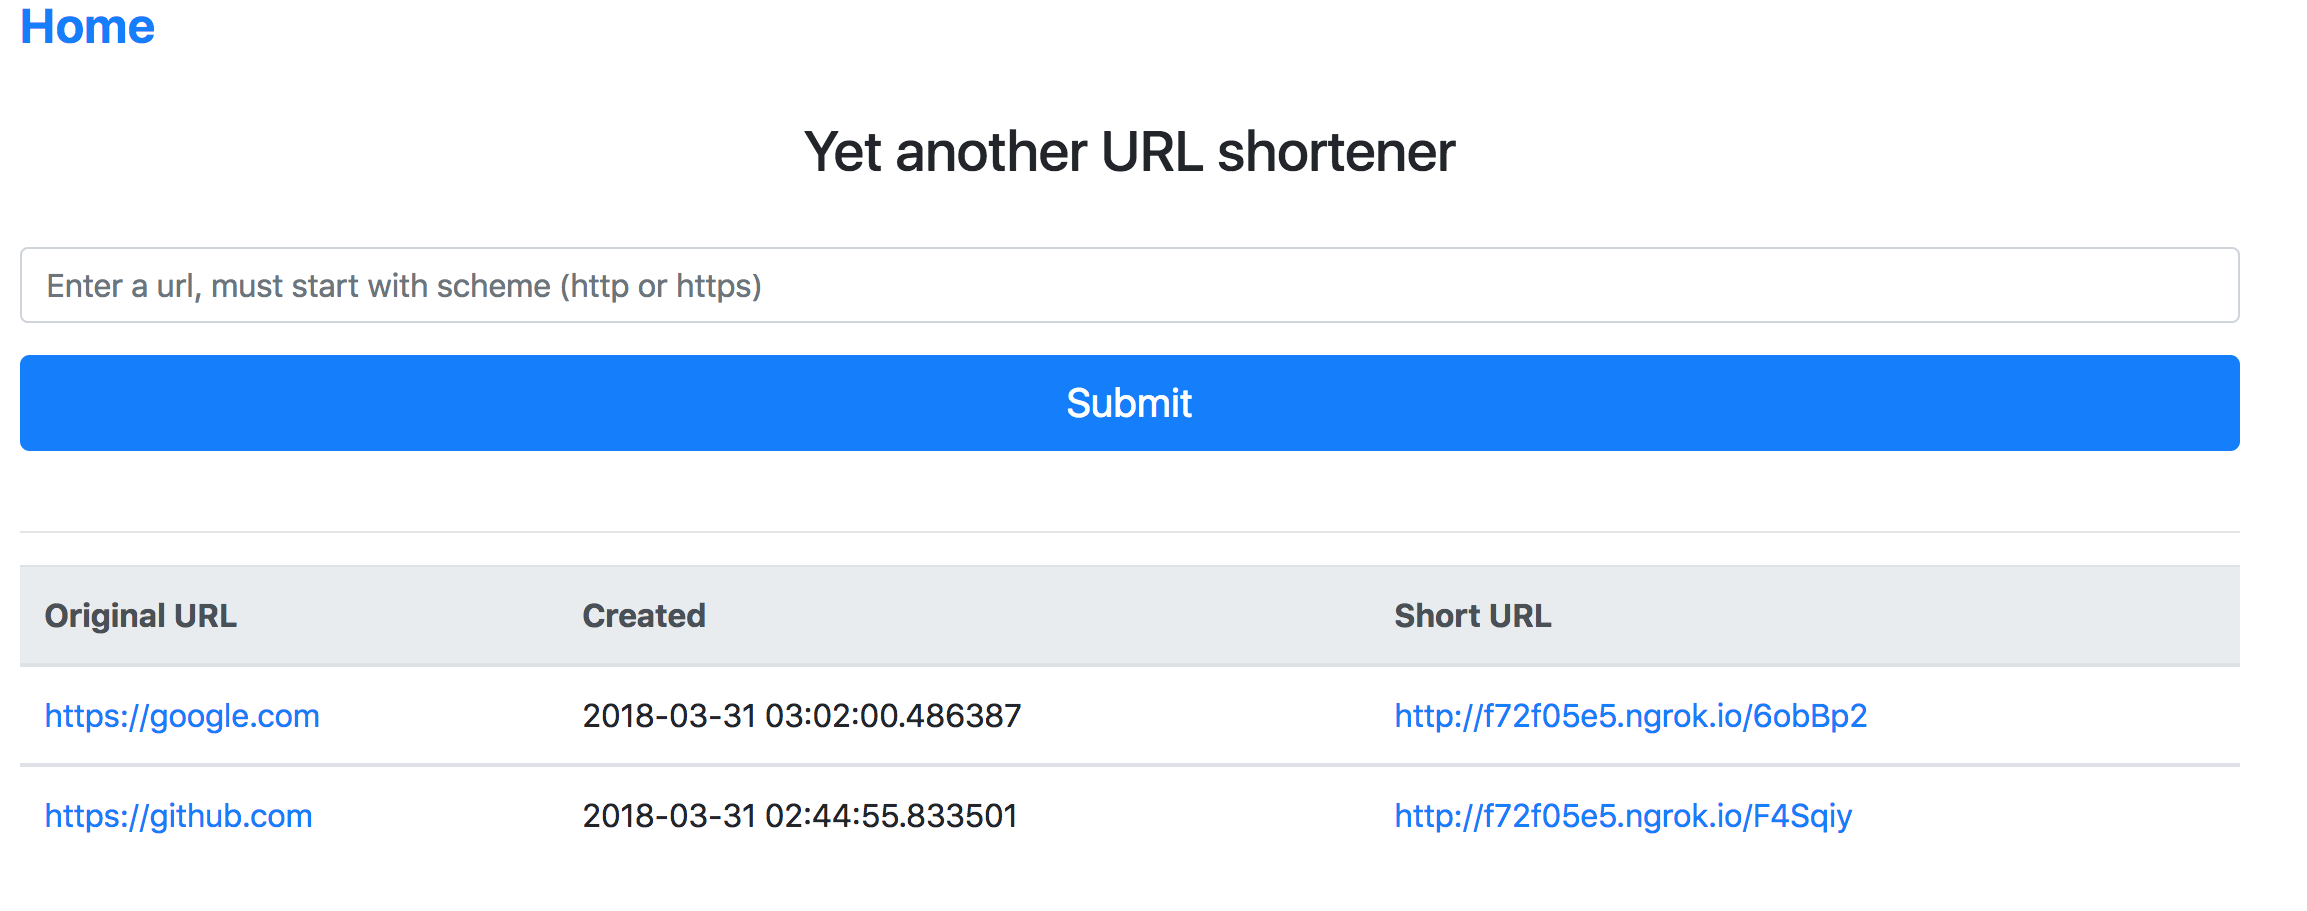 Home
Yet another URL shortener
Enter a url, must start with scheme (http or https)
Submit
Original URL Created Short URL
https://google.com 2018-03-31 03:02:00.486387 http://f72f05e5.ngrok.io/6obBp2
https://github.com 2018-03-31 02:44:55.833501 http://f72f05e5.ngrok.io/F4Sqiy